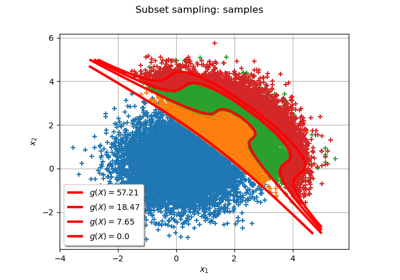 Subset sampling: samples
6
4
2
0
−2
x₂
g(X) = 57.21
g(X) = 18.47
g(X) = 7.65
g(X) = 0.0
−4 −2 0 2 4
x₁